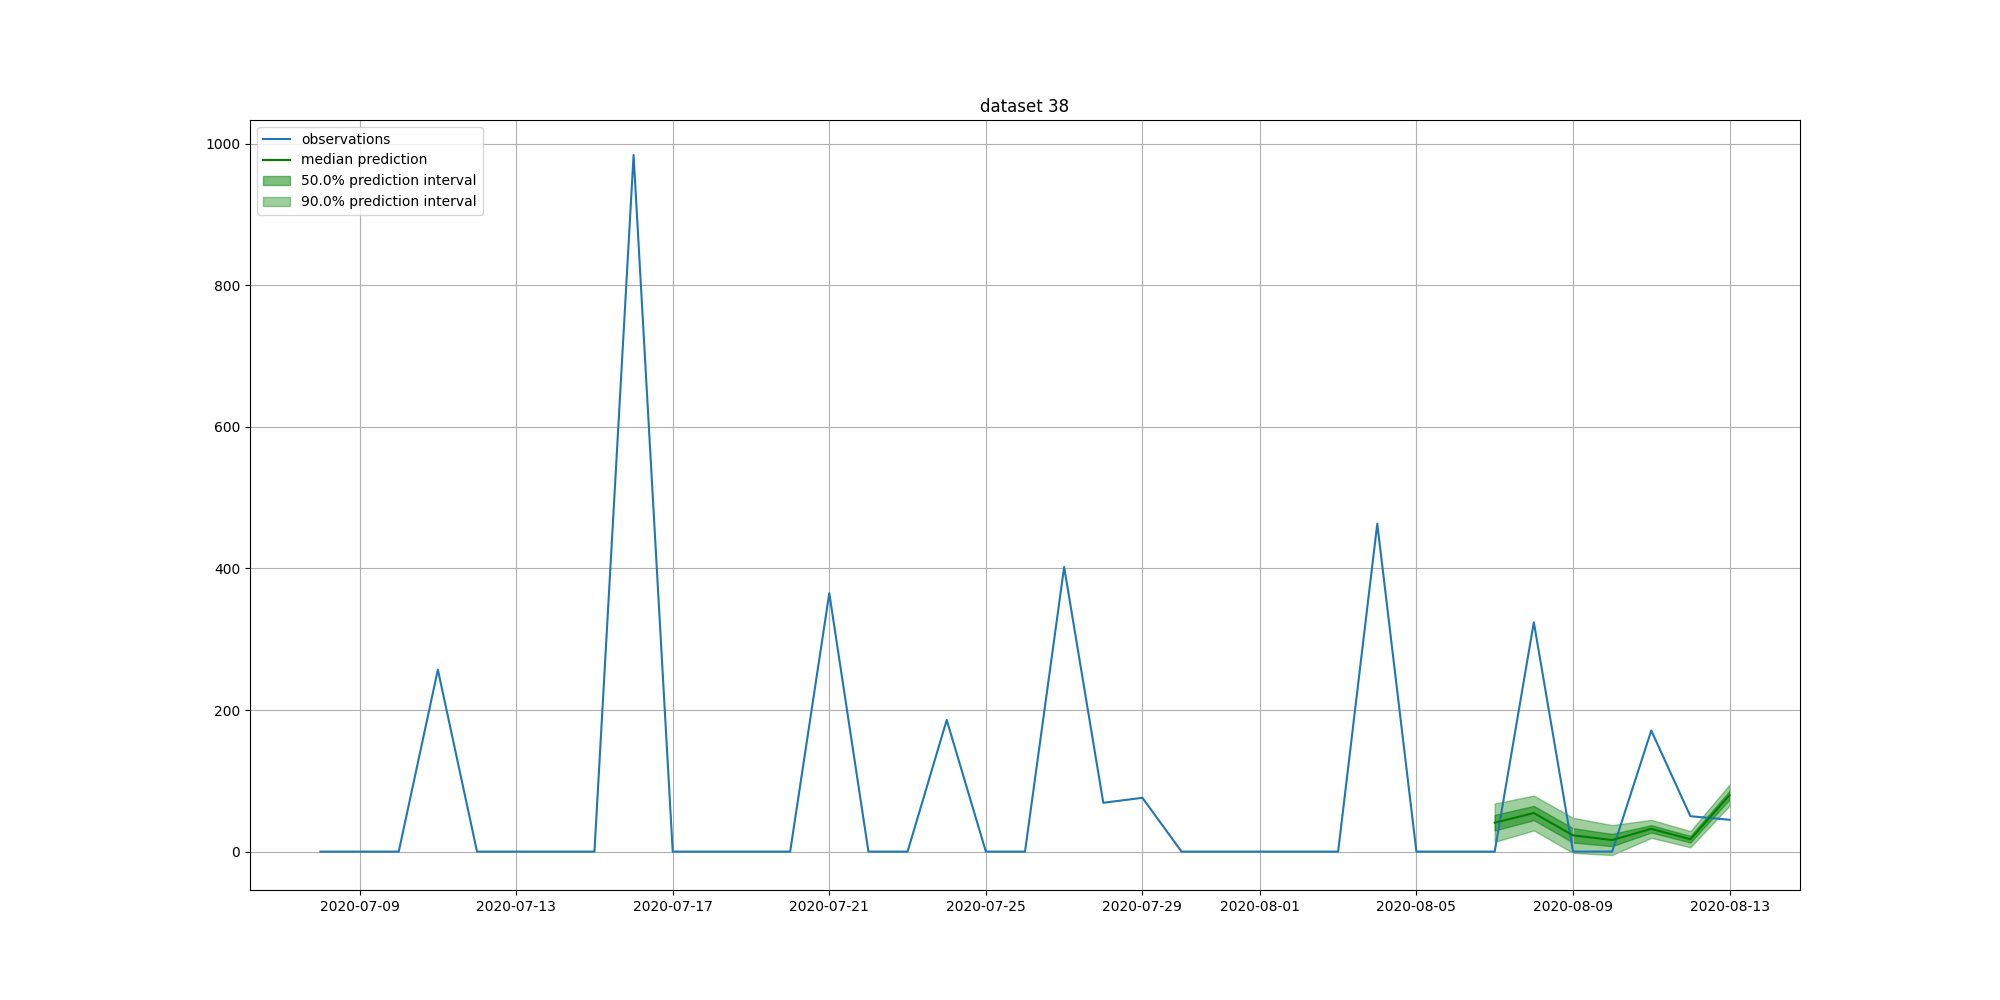 dataset 38
observations
median prediction
50.0% prediction interval
90.0% prediction interval
1000
800
600
400
200
0
2020-07-09 2020-07-13 2020-07-17 2020-07-21 2020-07-25 2020-07-29 2020-08-01 2020-08-05 2020-08-09 2020-08-13